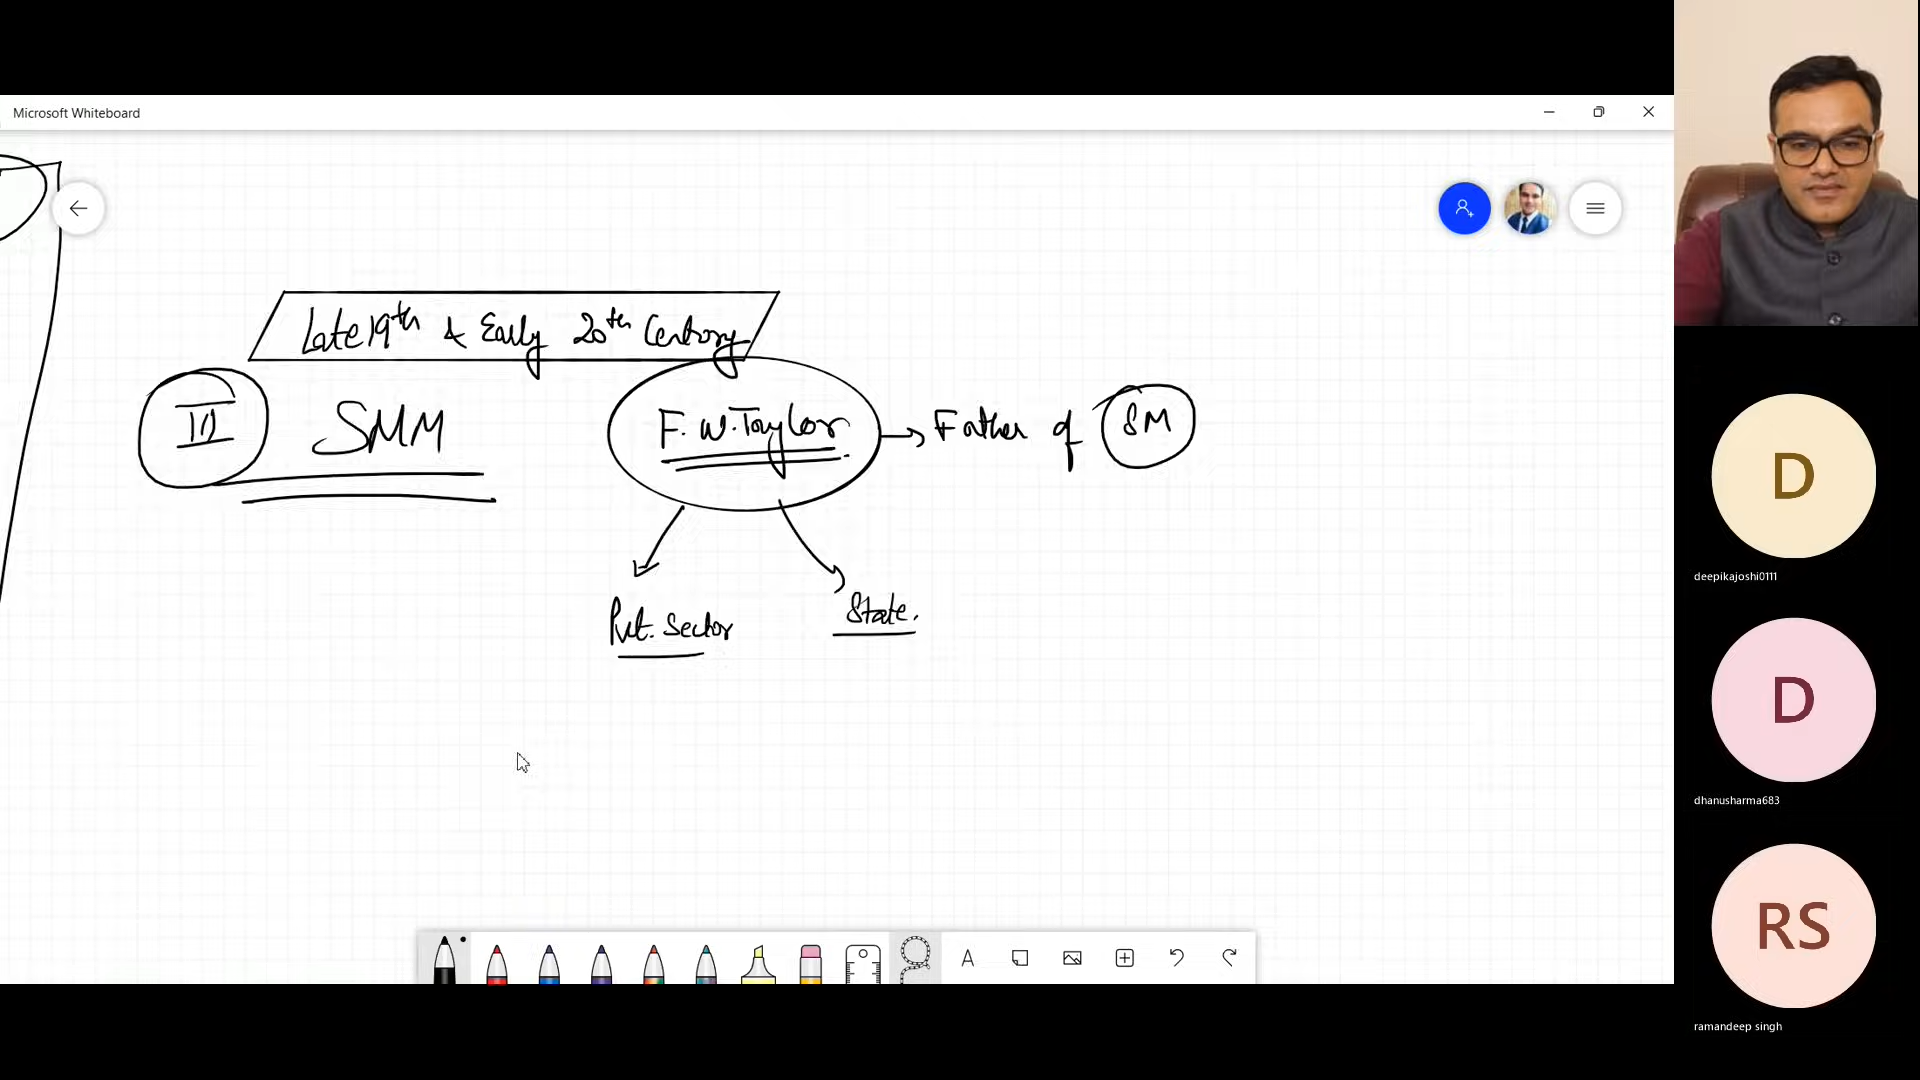 Microsoft Whiteboard
Late 19th & Early 20th Century
III SMM F. W. Taylor → Father of SM
Pvt. Sector State.
A
D
deepikajoshi0111
D
dhanusharma683
RS
ramandeep singh